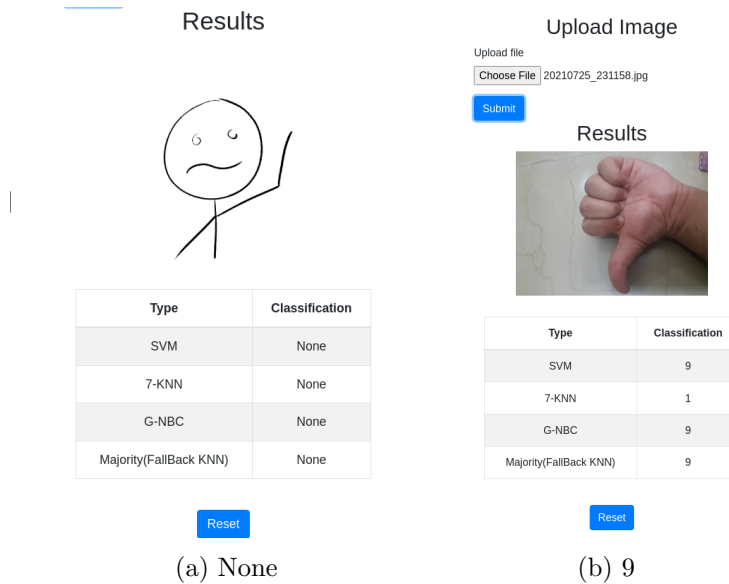 Results
Type Classification
SVM None
7-KNN None
G-NBC None
Majority(FallBack KNN) None
Reset
(a) None
Upload Image
Upload file
Choose File 20210725_231158.jpg
Submit
Results
Type Classification
SVM 9
7-KNN 1
G-NBC 9
Majority(FallBack KNN) 9
Reset
(b) 9